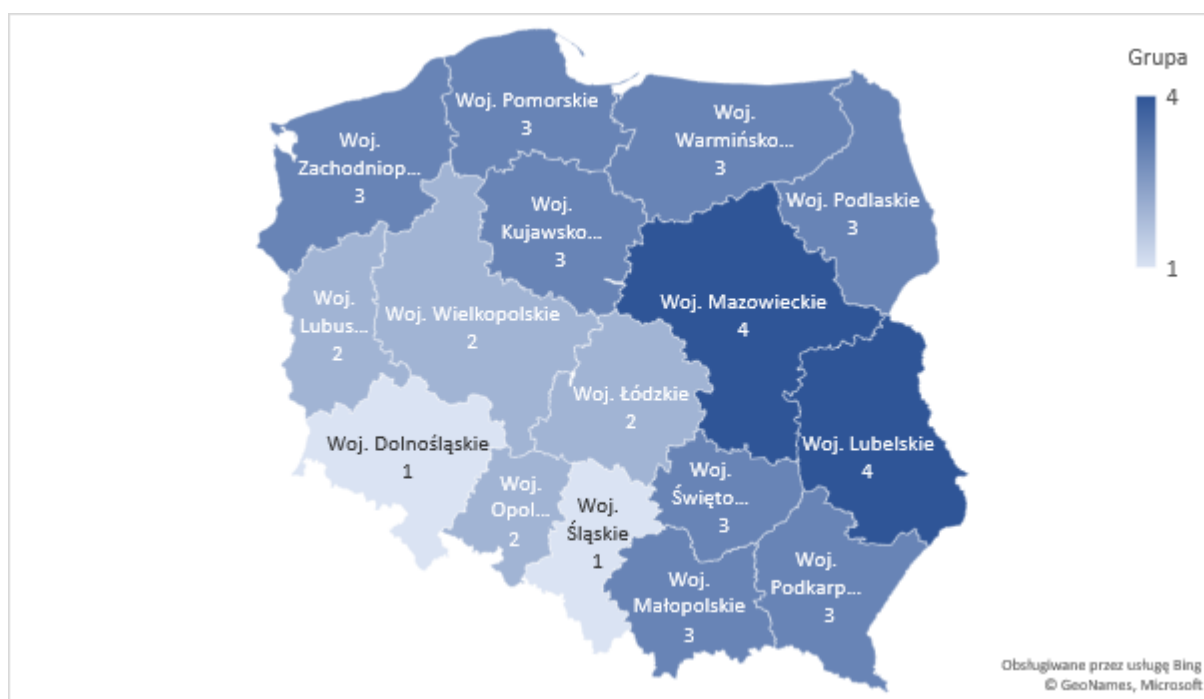 Grupa
4
1
Woj. Pomorskie
3
Woj.
Warmińsko...
3
Woj.
Zachodniop...
3
Woj. Podlaskie
3
Woj.
Kujawsko...
3
Woj. Mazowieckie
4
Woj.
Lubus...
2
Woj. Wielkopolskie
2
Woj. Łódzkie
2
Woj. Dolnośląskie
1
Woj. Lubelskie
4
Woj.
Opol...
2
Woj.
Śląskie
1
Woj.
Święto...
3
Woj.
Małopolskie
3
Woj.
Podkarp...
3
Obsługiwane przez usługę Bing
© GeoNames, Microsoft